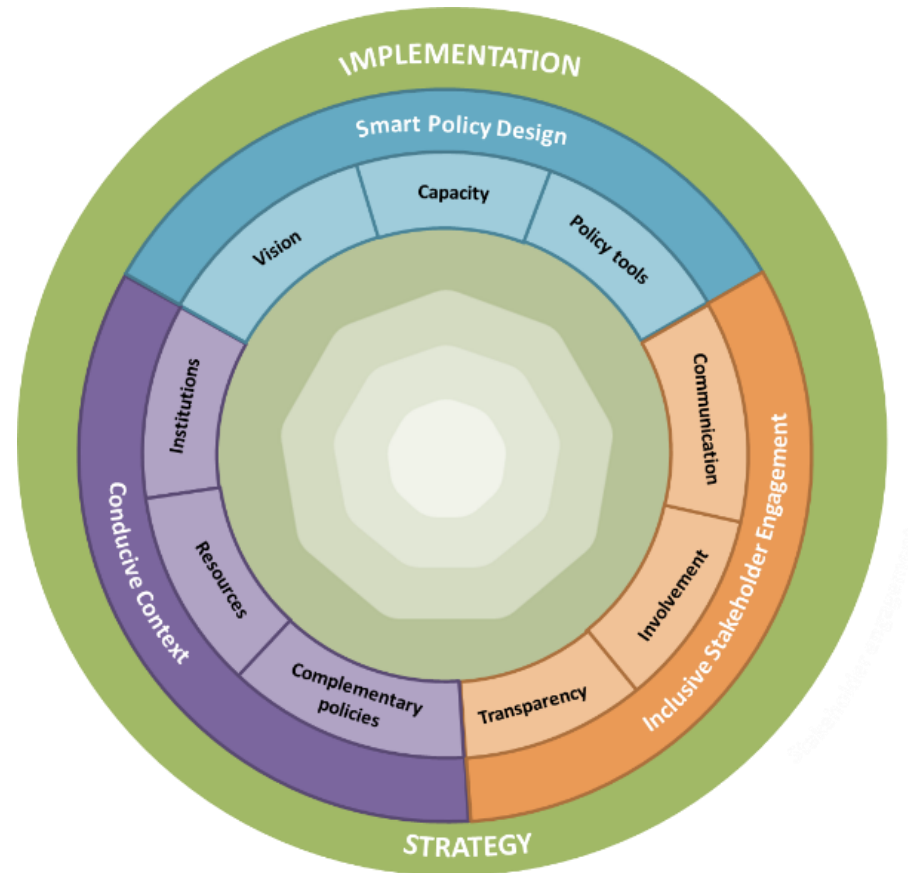 IMPLEMENTATION
Smart Policy Design
Vision
Capacity
Policy tools
Communication
Involvement
Transparency
Inclusive Stakeholder Engagement
Complementary
policies
Resources
Institutions
Conducive Context
STRATEGY